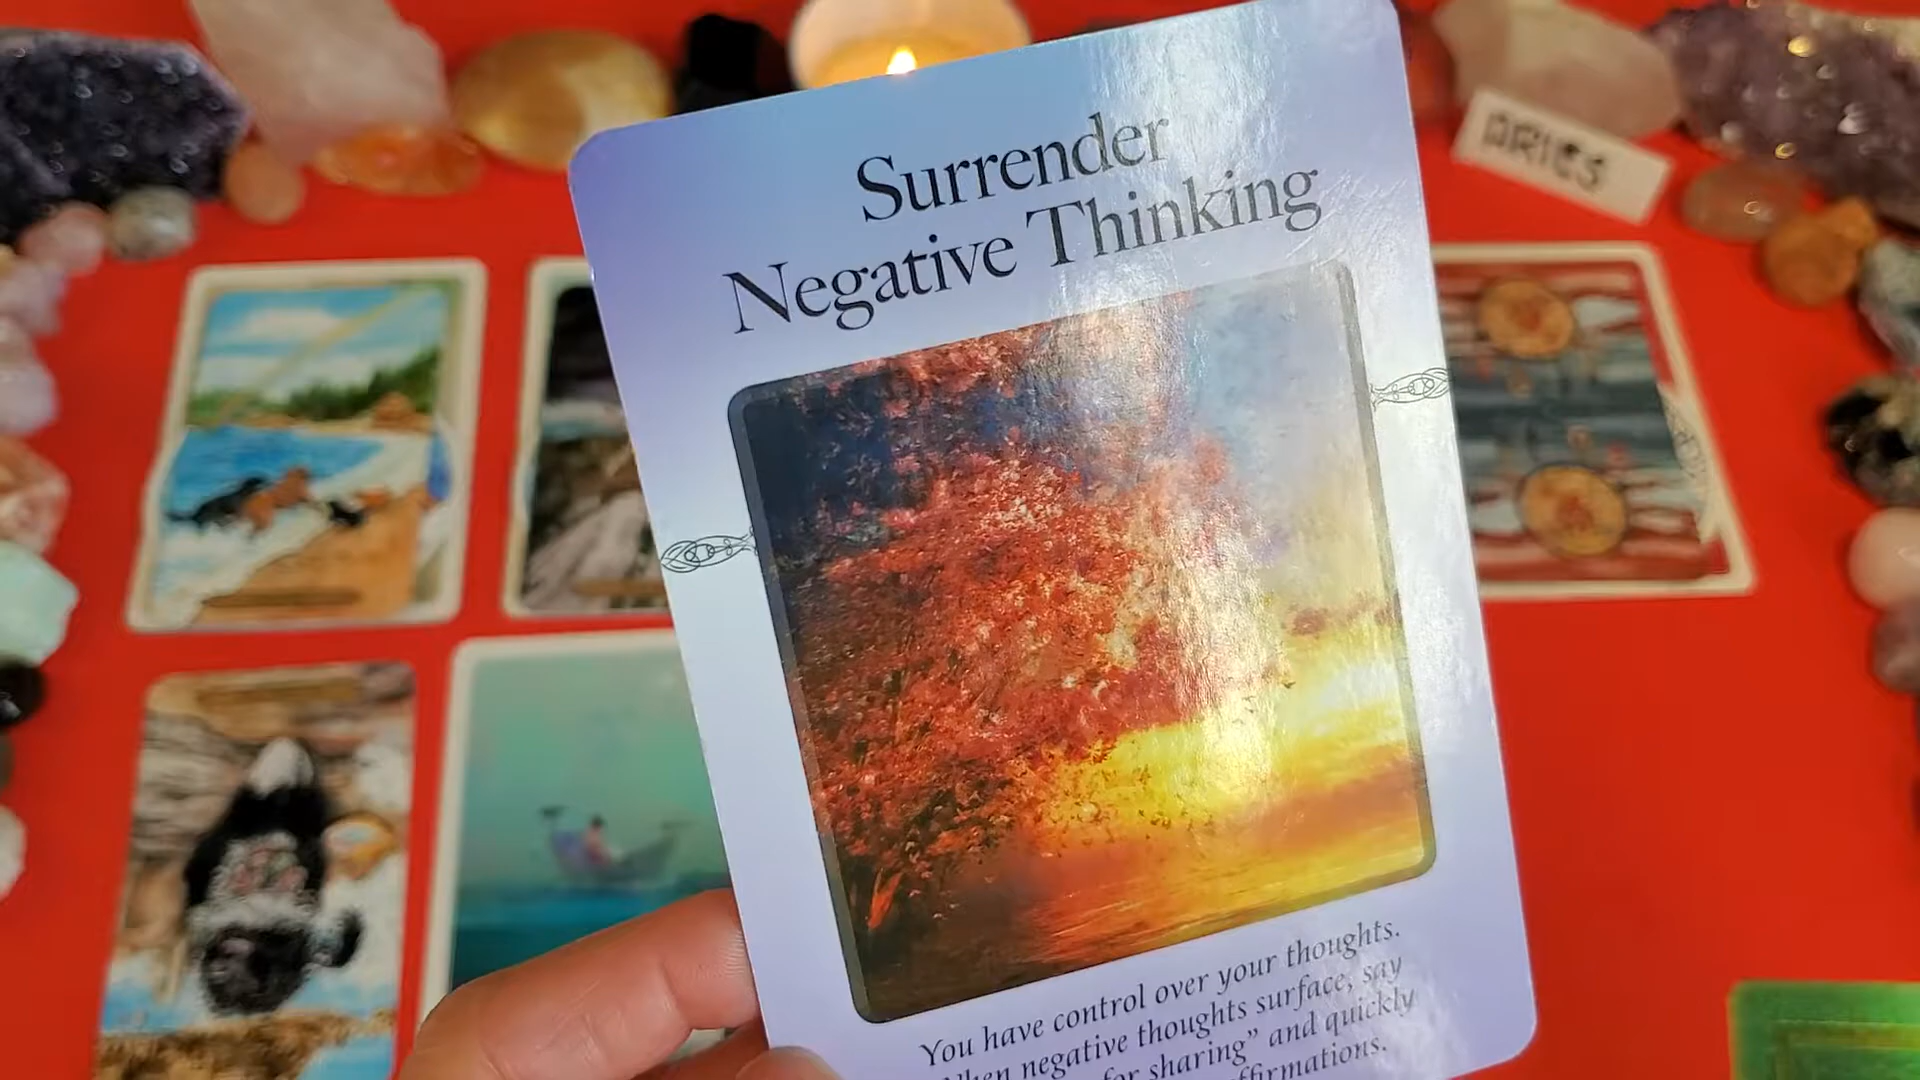 Surrender
Negative Thinking
ARIES
You have control over your thoughts.
When negative thoughts surface, say
for sharing" and quickly
affirmations.